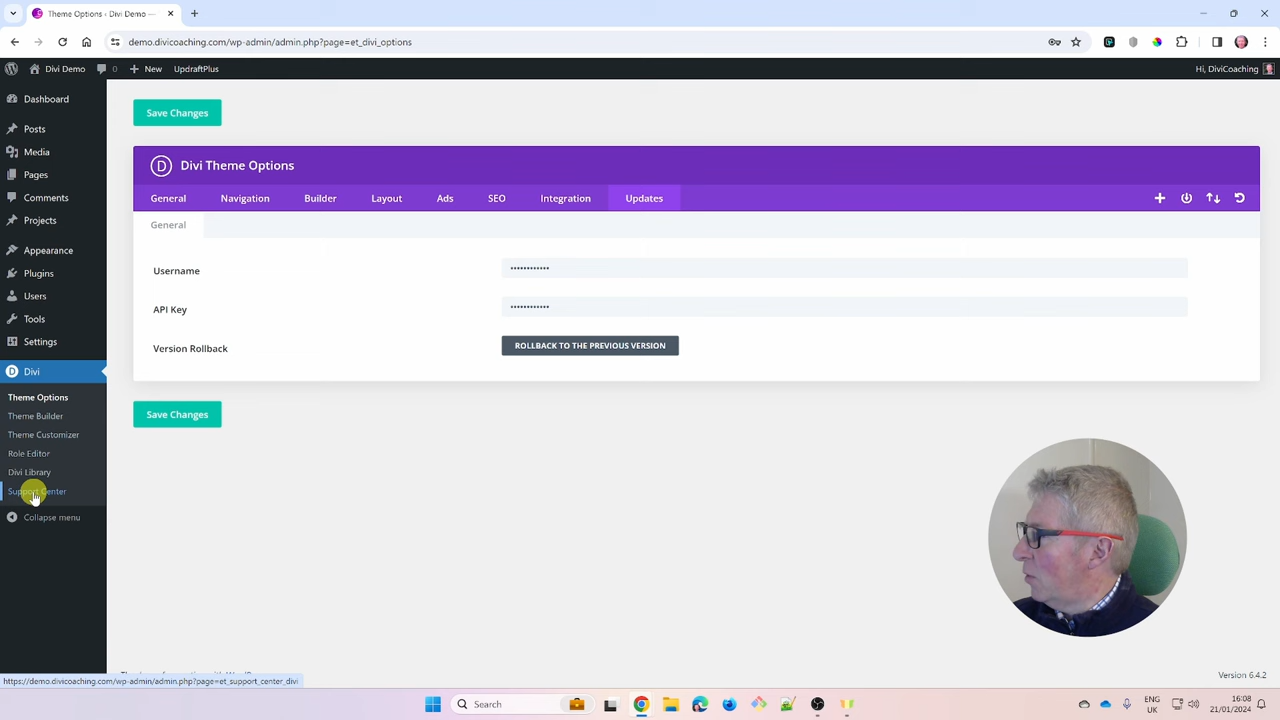 Theme Options ‹ Divi Demo —
demo.divicoaching.com/wp-admin/admin.php?page=et_divi_options
Divi Demo
0
New
UpdraftPlus
Hi, DiviCoaching
Dashboard
Posts
Media
Pages
Comments
Projects
Appearance
Plugins
Users
Tools
Settings
Divi
Theme Options
Theme Builder
Theme Customizer
Role Editor
Divi Library
Support Center
Collapse menu
Save Changes
D
Divi Theme Options
General
Navigation
Builder
Layout
Ads
SEO
Integration
Updates
General
Username
••••••••••••
API Key
••••••••••••
Version Rollback
ROLLBACK TO THE PREVIOUS VERSION
Save Changes
https://demo.divicoaching.com/wp-admin/admin.php?page=et_support_center_divi
Version 6.4.2
Search
ENG
UK
16:08
21/01/2024